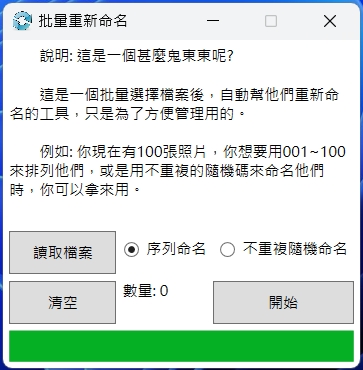 批量重新命名
說明: 這是一個甚麼鬼東東呢?
這是一個批量選擇檔案後，自動幫他們重新命
名的工具，只是為了方便管理用的。
例如: 你現在有100張照片，你想要用001~100
來排列他們，或是用不重複的隨機碼來命名他們
時，你可以拿來用。
讀取檔案 序列命名 不重複隨機命名
清空 數量: 0 開始